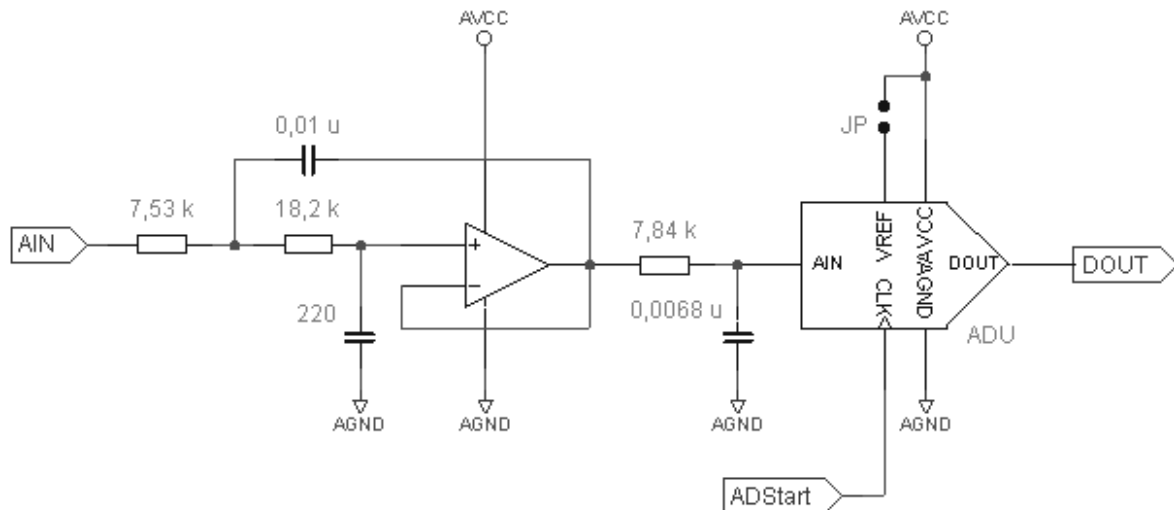 AVCC
AVCC
0,01 u
JP
7,53 k
18,2 k
7,84 k
AIN
+
−
AIN
VREF
VCC
DOUT
DOUT
CLK
AGND
220
0,0068 u
ADU
AGND
AGND
AGND
AGND
ADStart